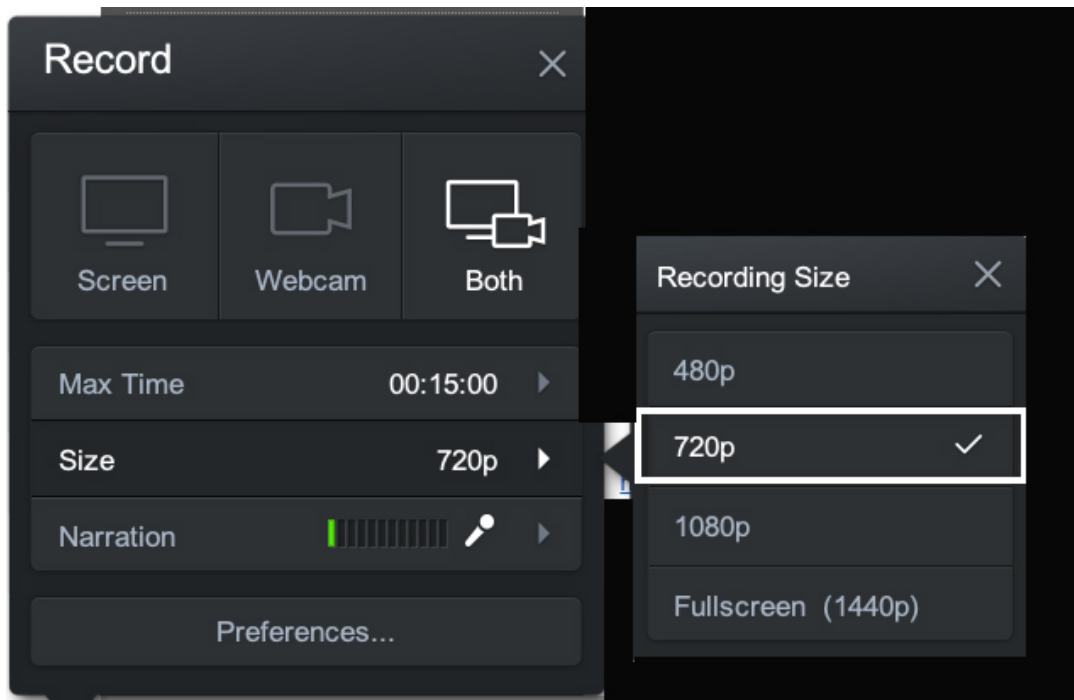 Record
Screen
Webcam
Both
Max Time 00:15:00
Size 720p
Narration
Preferences...
Recording Size
480p
720p
1080p
Fullscreen (1440p)